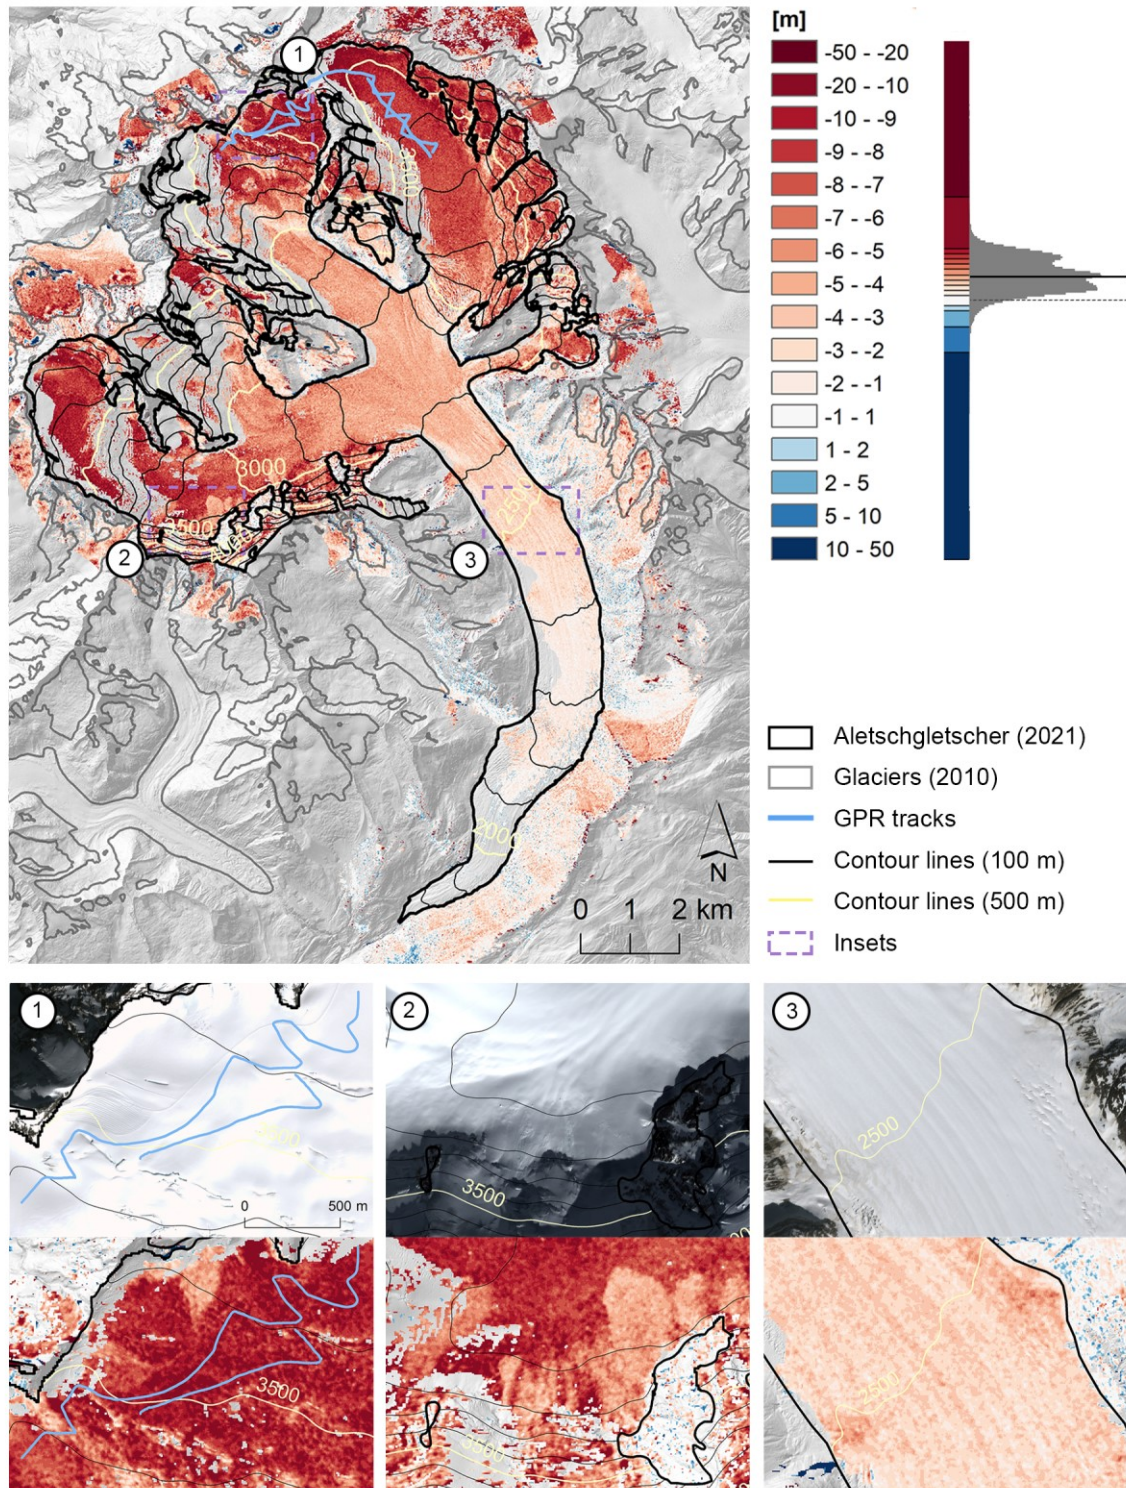 [m]
-50 - -20
-20 - -10
-10 - -9
-9 - -8
-8 - -7
-7 - -6
-6 - -5
-5 - -4
-4 - -3
-3 - -2
-2 - -1
-1 - 1
1 - 2
2 - 5
5 - 10
10 - 50
1
3500
3000
3500
4000
2
3
2500
2000
N
0 1 2 km
Aletschgletscher (2021)
Glaciers (2010)
GPR tracks
Contour lines (100 m)
Contour lines (500 m)
Insets
1
3500
0 500 m
3500
2
3500
3500
3
2500
2500